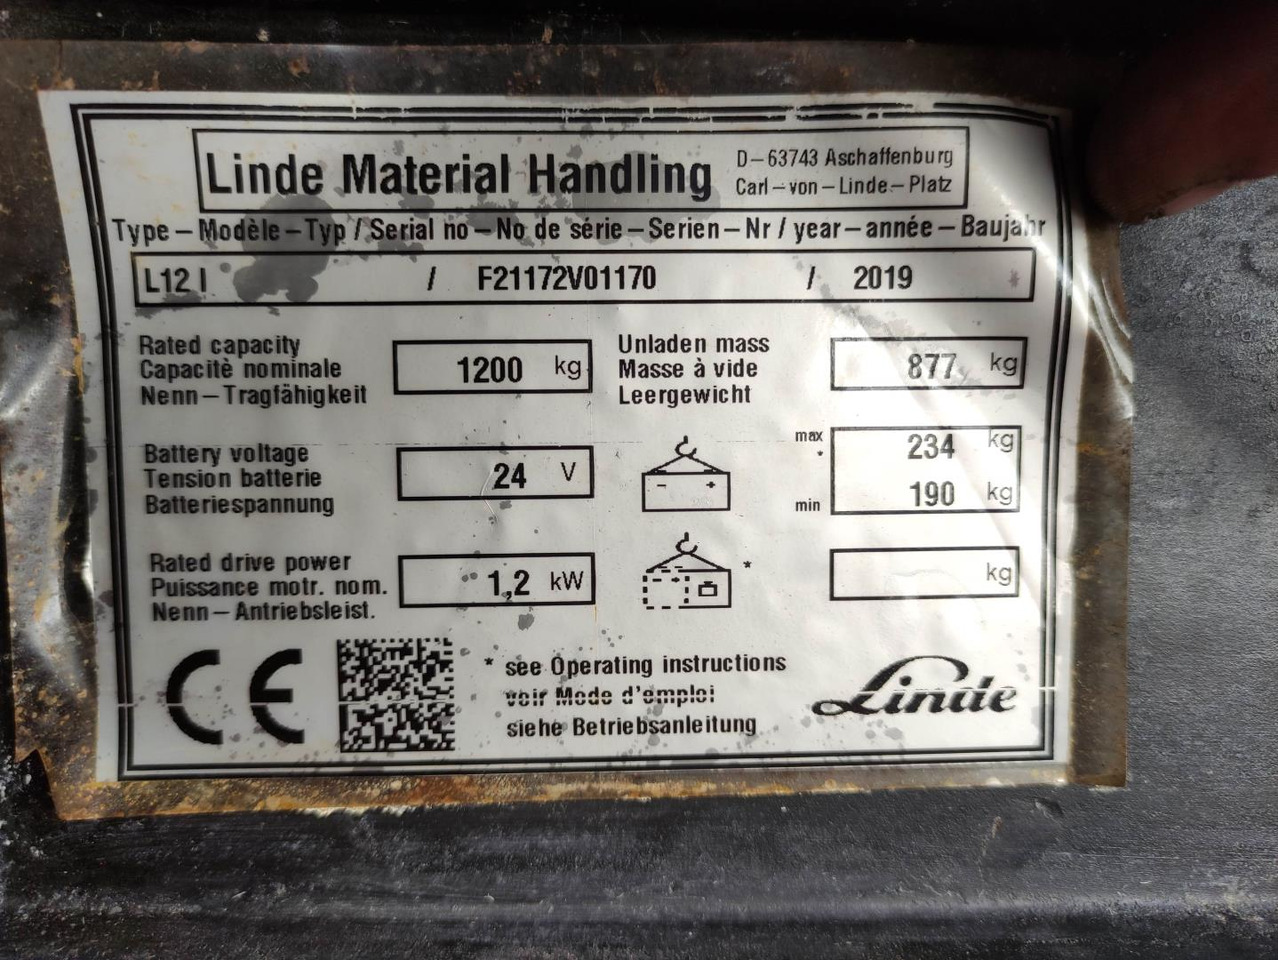 Linde Material Handling
D-63743 Aschaffenburg
Carl-von-Linde-Platz
Type-Modèle-Typ / Serial no-No de série-Serien-Nr / year-année-Baujahr
L12 I / F21172V01170 / 2019 *
Rated capacity
Capacitè nominale
Nenn-Tragfähigkeit
1200 kg
Unladen mass
Masse à vide
Leergewicht
877 kg
Battery voltage
Tension batterie
Batteriespannung
24 V
- +
max
*
min
234 kg
190 kg
Rated drive power
Puissance motr. nom.
Nenn-Antriebsleist.
1,2 kW
*
kg
CE
* see Operating instructions
voir Mode d'emploi
siehe Betriebsanleitung
Linde